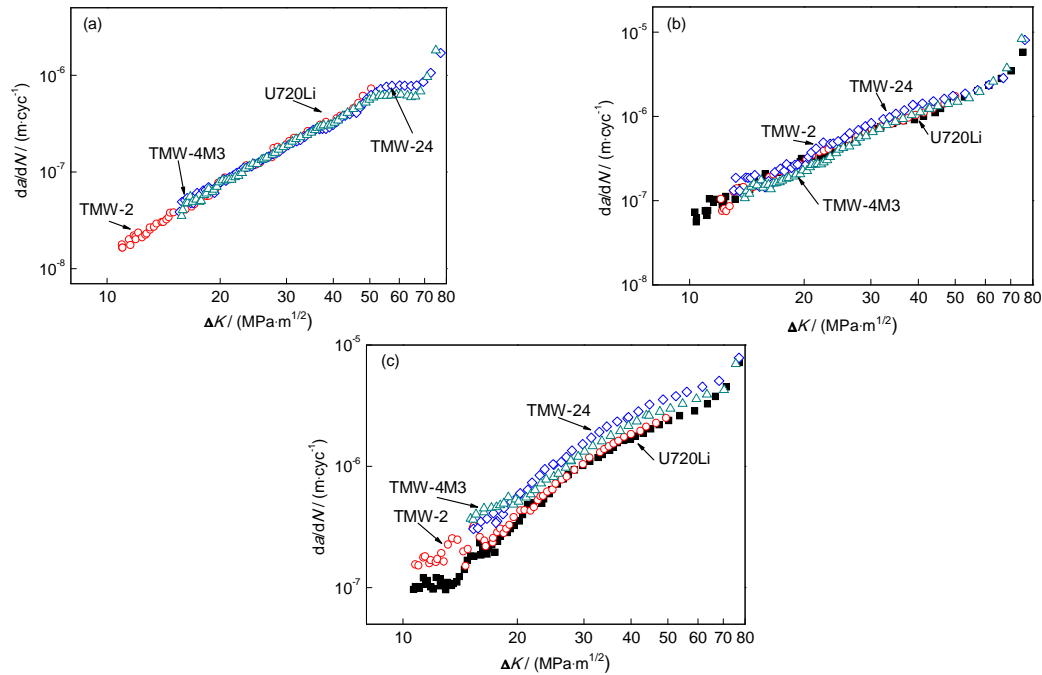 (a)
10⁻⁶
10⁻⁷
10⁻⁸
da/dN / (m·cyc⁻¹)
U720Li
TMW-24
TMW-4M3
TMW-2
10 20 30 40 50 60 70 80
ΔK / (MPa·m¹/²)
(b)
10⁻⁵
10⁻⁶
10⁻⁷
10⁻⁸
da/dN / (m·cyc⁻¹)
TMW-24
TMW-2
U720Li
TMW-4M3
10 20 30 40 50 60 70 80
ΔK / (MPa·m¹/²)
(c)
10⁻⁵
10⁻⁶
10⁻⁷
da/dN / (m·cyc⁻¹)
TMW-24
U720Li
TMW-4M3
TMW-2
10 20 30 40 50 60 70 80
ΔK / (MPa·m¹/²)